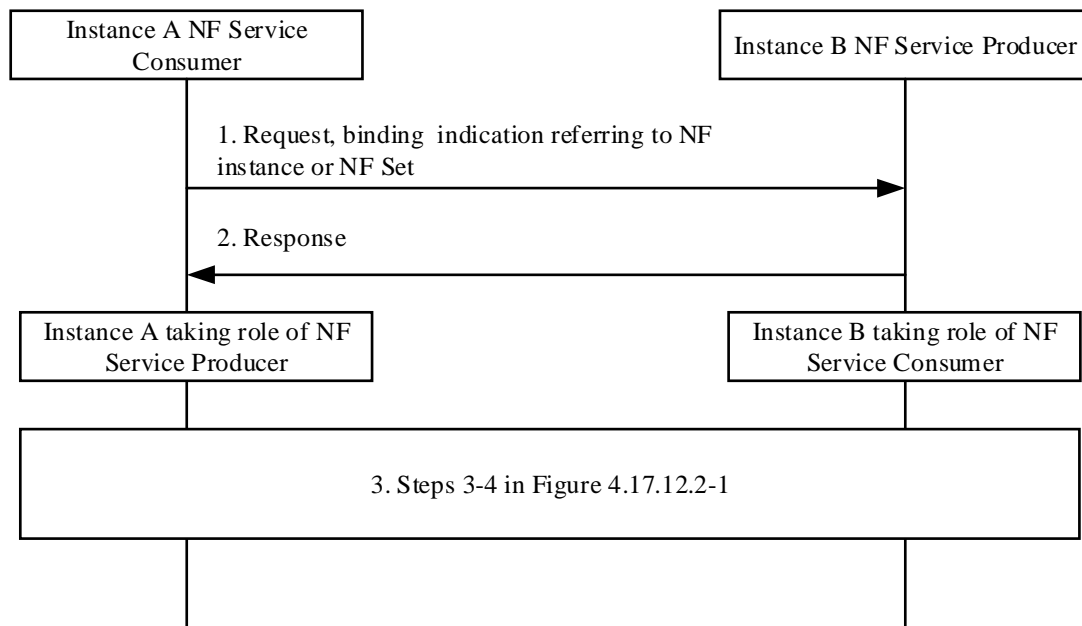 Instance A NF Service
Consumer
Instance B NF Service Producer
1. Request, binding indication referring to NF
instance or NF Set
2. Response
Instance A taking role of NF
Service Producer
Instance B taking role of NF
Service Consumer
3. Steps 3-4 in Figure 4.17.12.2-1